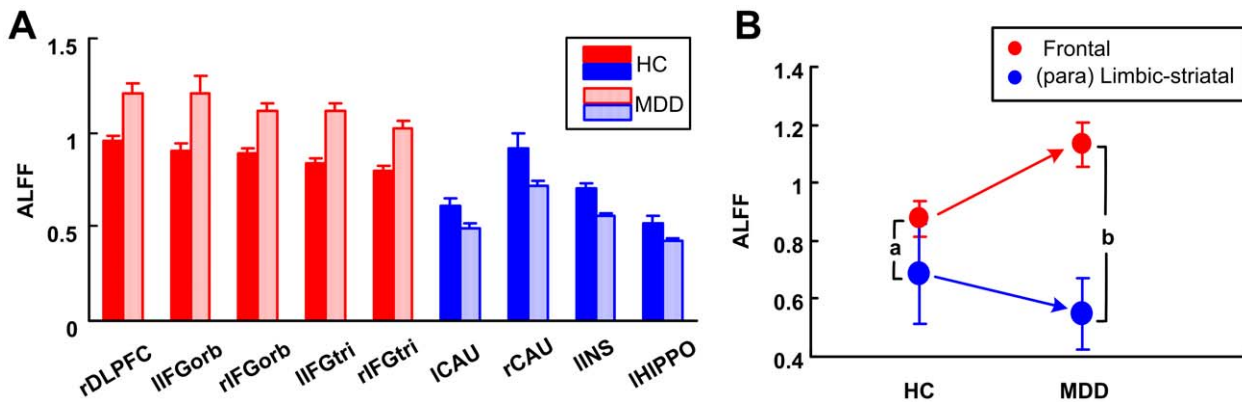 A
1.5
1
0.5
0
ALFF
HC
MDD
rDLPFC
lIFGorb
rIFGorb
lIFGtri
rIFGtri
lCAU
rCAU
lINS
lHIPPO
B
Frontal
(para) Limbic-striatal
1.4
1.2
1
0.8
0.6
0.4
ALFF
a
b
HC
MDD